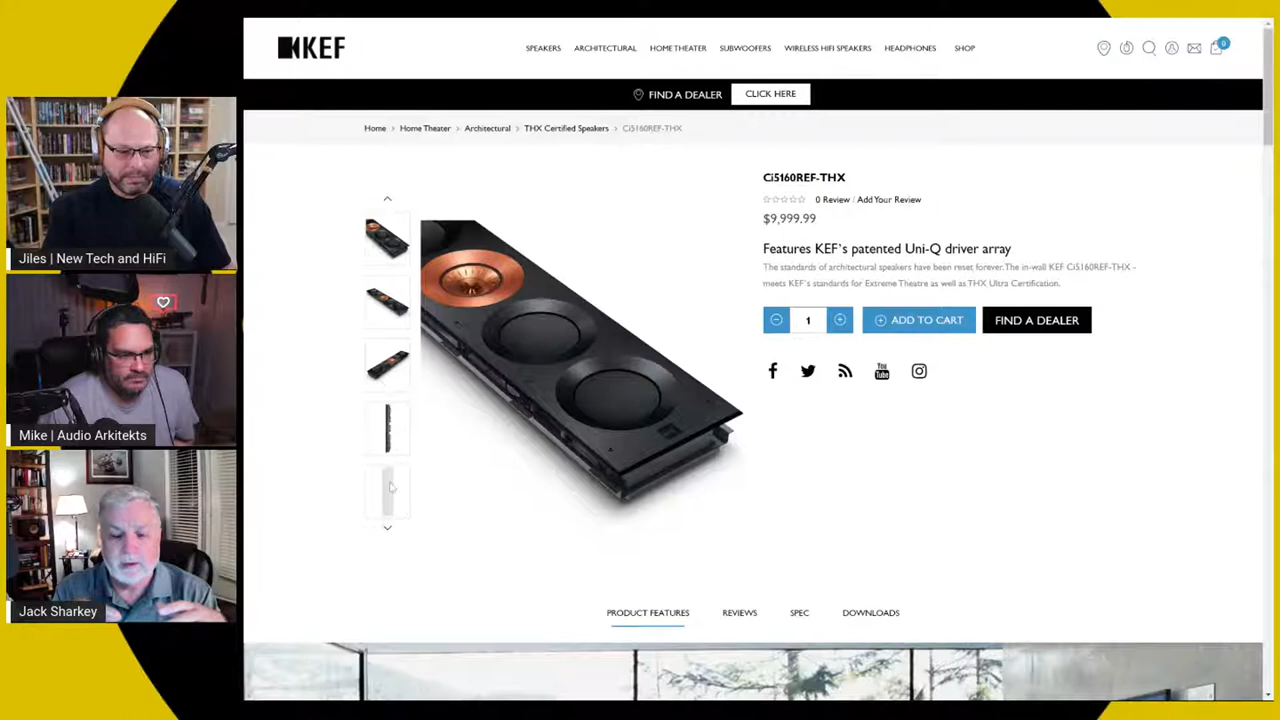 KEF
SPEAKERS ARCHITECTURAL HOME THEATER SUBWOOFERS WIRELESS HIFI SPEAKERS HEADPHONES SHOP
0
FIND A DEALER CLICK HERE
Home > Home Theater > Architectural > THX Certified Speakers > Ci5160REF-THX
Ci5160REF-THX
0 Review / Add Your Review
$9,999.99
Features KEF's patented Uni-Q driver array
The standards of architectural speakers have been reset forever.The in-wall KEF Ci5160REF-THX -
meets KEF's standards for Extreme Theatre as well as THX Ultra Certification.
1 ADD TO CART FIND A DEALER
You
Tube
PRODUCT FEATURES REVIEWS SPEC DOWNLOADS
Jiles | New Tech and HiFi
Mike | Audio Arkitekts
Jack Sharkey